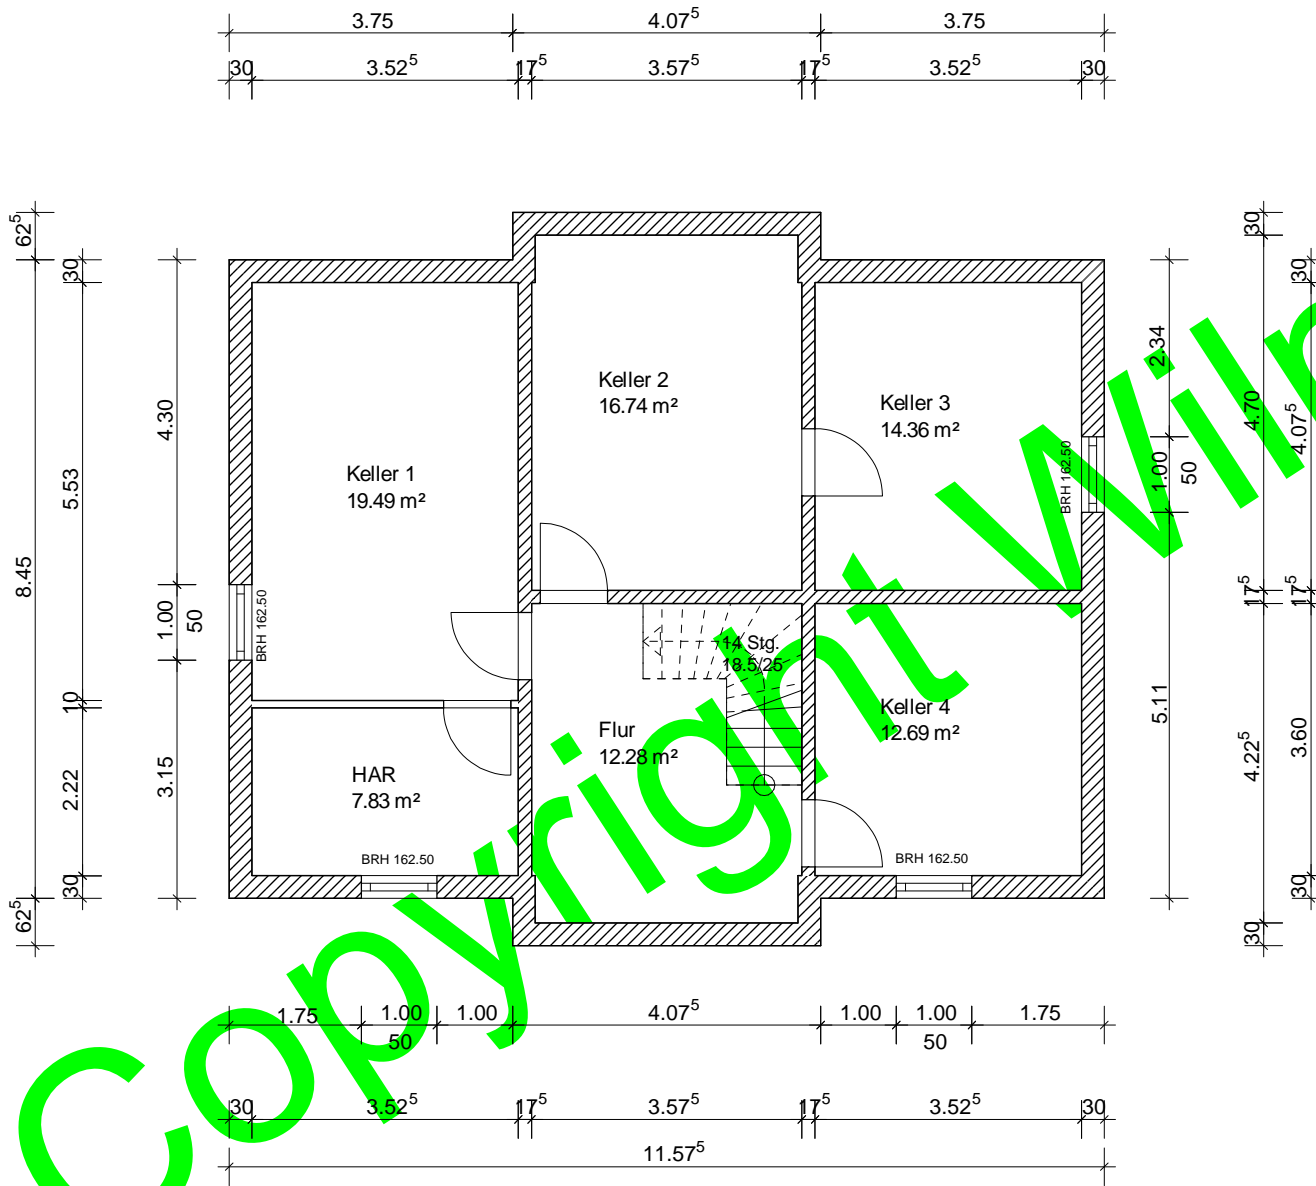 3.75 4.07⁵ 3.75
30 3.52⁵ 17⁵ 3.57⁵ 17⁵ 3.52⁵ 30
62⁵
8.45
62⁵
30
5.53
10
2.22
30
4.30
1.00
50
3.15
Keller 1
19.49 m²
Keller 2
16.74 m²
Keller 3
14.36 m²
BRH 162.50
BRH 162.50
14 Stg.
18.5/25
Keller 4
12.69 m²
Flur
12.28 m²
HAR
7.83 m²
BRH 162.50
BRH 162.50
2.34
1.00
50
5.11
30
4.70
17⁵
4.22⁵
30
30
4.07⁵
17⁵
3.60
30
1.75 1.00 1.00 4.07⁵ 1.00 1.00 1.75
50 50
30 3.52⁵ 17⁵ 3.57⁵ 17⁵ 3.52⁵ 30
11.57⁵
Copyright